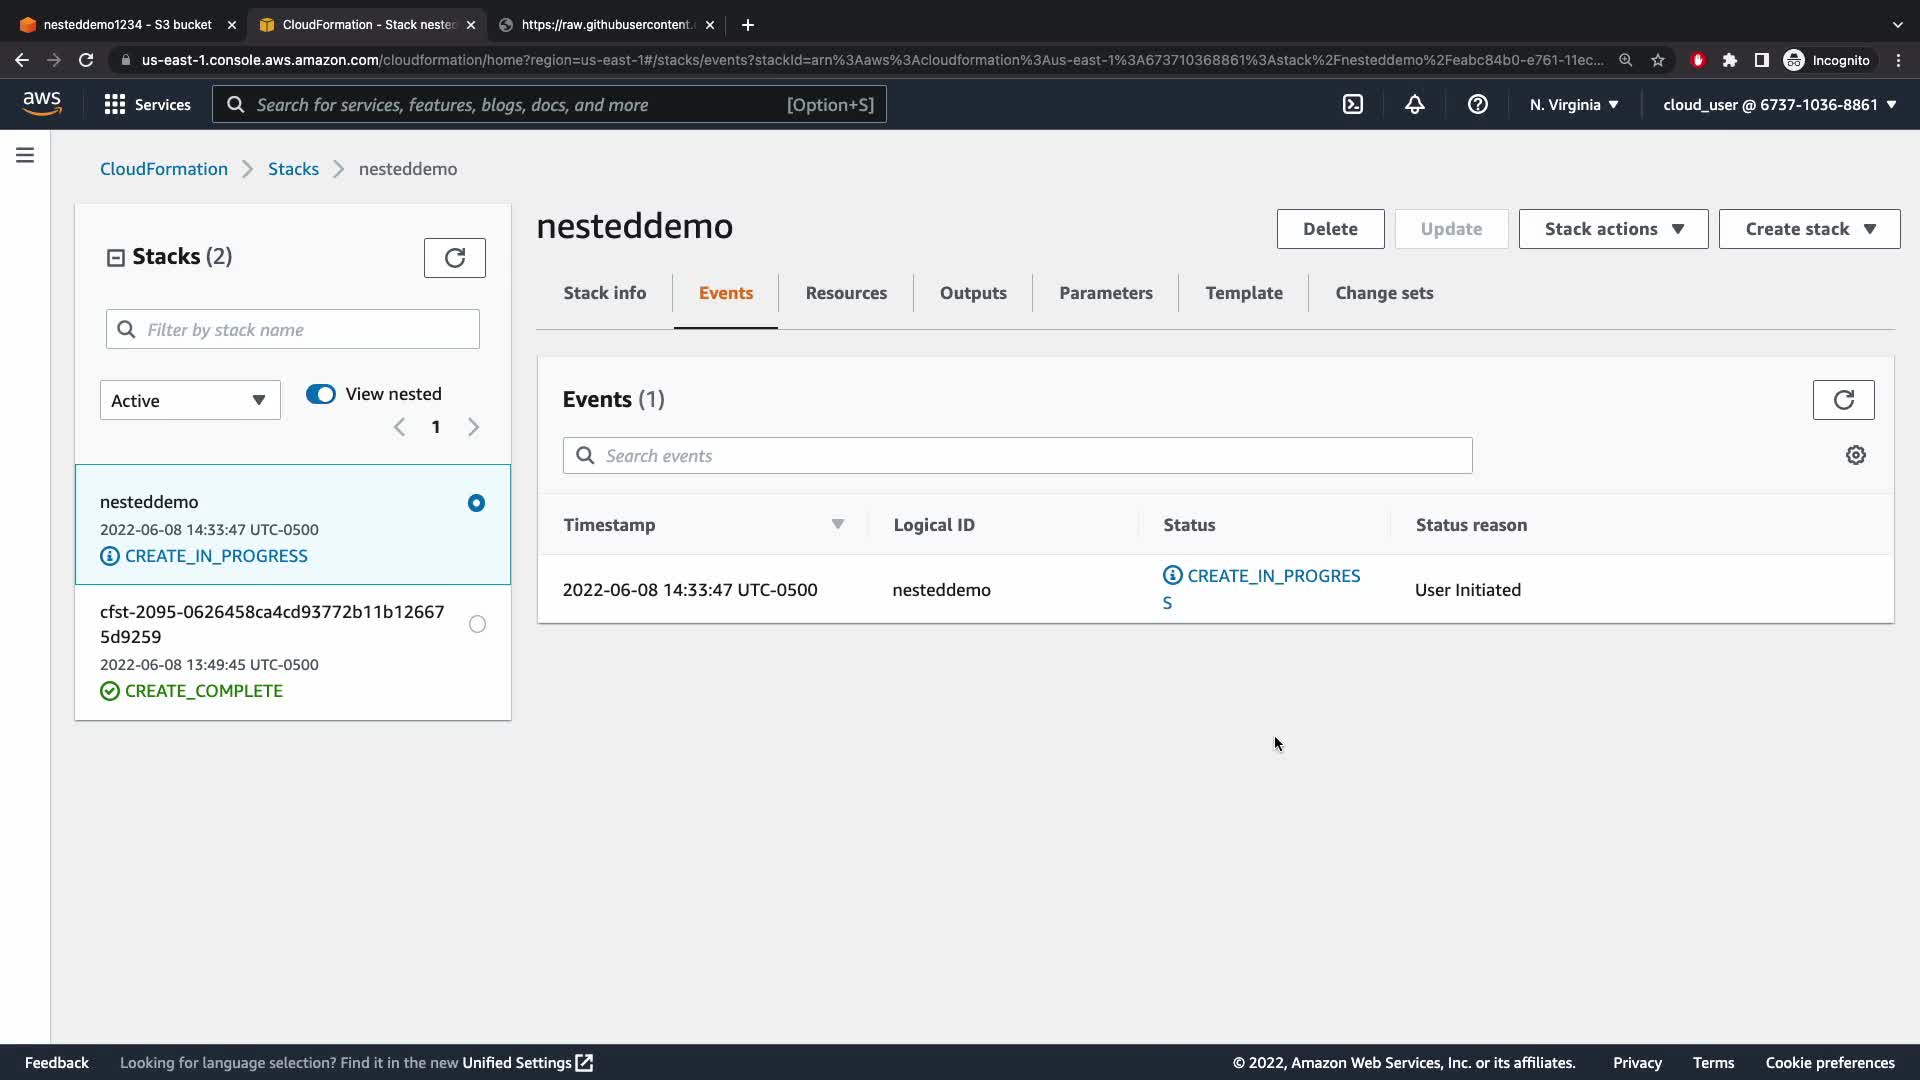 nesteddemo1234 - S3 bucket
CloudFormation - Stack nested
https://raw.githubusercontent.
us-east-1.console.aws.amazon.com/cloudformation/home?region=us-east-1#/stacks/events?stackId=arn%3Aaws%3Acloudformation%3Aus-east-1%3A673710368861%3Astack%2Fnesteddemo%2Feabc84b0-e761-11ec...
Incognito
aws
Services
Search for services, features, blogs, docs, and more
[Option+S]
N. Virginia
cloud_user @ 6737-1036-8861
CloudFormation
Stacks
nesteddemo
Stacks (2)
Filter by stack name
Active
View nested
1
nesteddemo
2022-06-08 14:33:47 UTC-0500
CREATE_IN_PROGRESS
cfst-2095-0626458ca4cd93772b11b12667
5d9259
2022-06-08 13:49:45 UTC-0500
CREATE_COMPLETE
nesteddemo
Delete
Update
Stack actions
Create stack
Stack info
Events
Resources
Outputs
Parameters
Template
Change sets
Events (1)
Search events
Timestamp
Logical ID
Status
Status reason
2022-06-08 14:33:47 UTC-0500
nesteddemo
CREATE_IN_PROGRES
S
User Initiated
Feedback
Looking for language selection? Find it in the new Unified Settings
© 2022, Amazon Web Services, Inc. or its affiliates.
Privacy
Terms
Cookie preferences